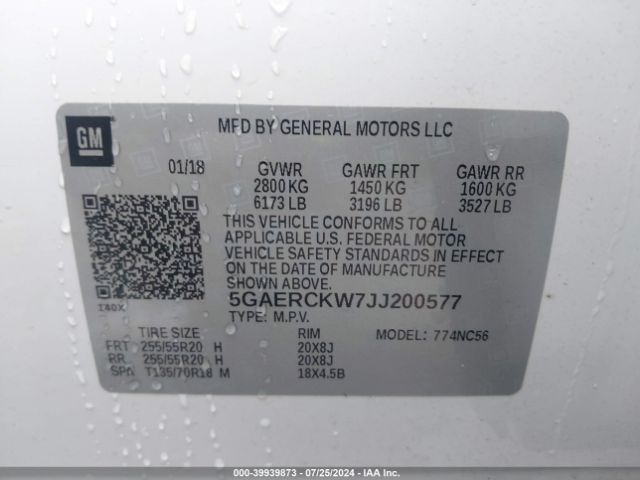 GM
MFD BY GENERAL MOTORS LLC
01/18 GVWR GAWR FRT GAWR RR
2800 KG 1450 KG 1600 KG
6173 LB 3196 LB 3527 LB
THIS VEHICLE CONFORMS TO ALL
APPLICABLE U.S. FEDERAL MOTOR
VEHICLE SAFETY STANDARDS IN EFFECT
ON THE DATE OF MANUFACTURE
SHOWN ABOVE.
5GAERCKW7JJ200577
I40X
TYPE: M.P.V.
TIRE SIZE RIM MODEL: 774NC56
FRT 255/55R20 H 20X8J
RR 255/55R20 H 20X8J
SPA T135/70R18 M 18X4.5B
000-39939873 — 07/25/2024 — IAA Inc.